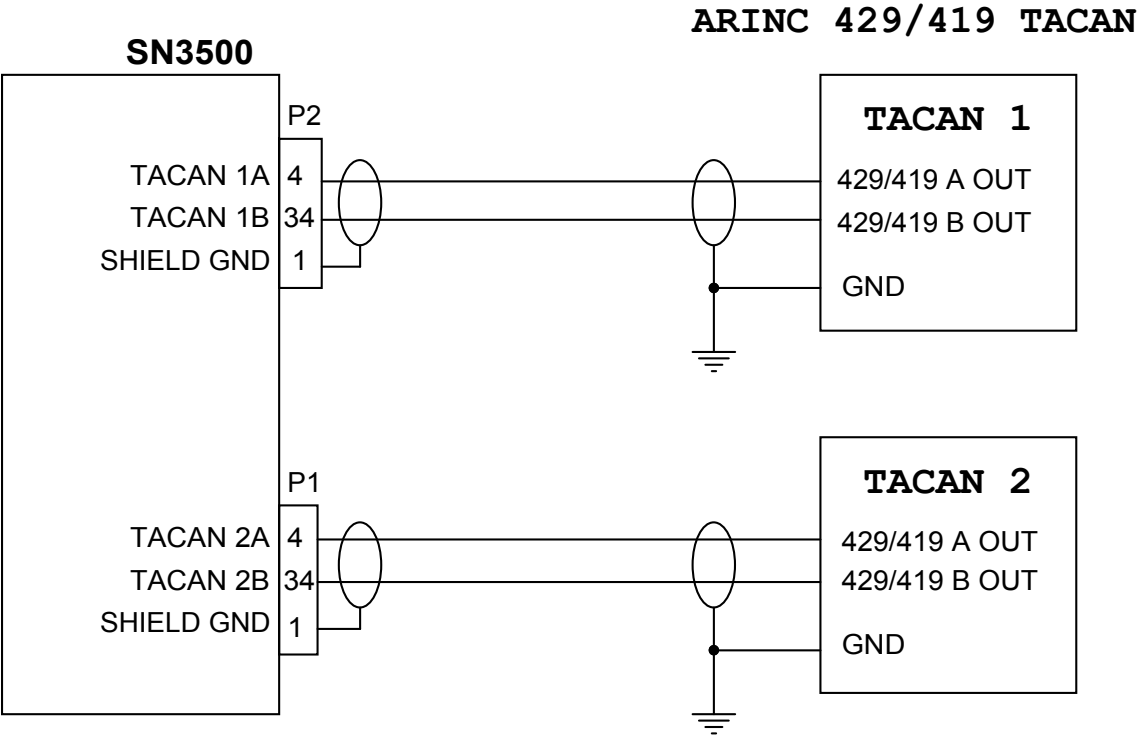 ARINC 429/419 TACAN
SN3500
P2
TACAN 1
TACAN 1A 4
429/419 A OUT
TACAN 1B 34
429/419 B OUT
SHIELD GND 1
GND
P1
TACAN 2
TACAN 2A 4
429/419 A OUT
TACAN 2B 34
429/419 B OUT
SHIELD GND 1
GND